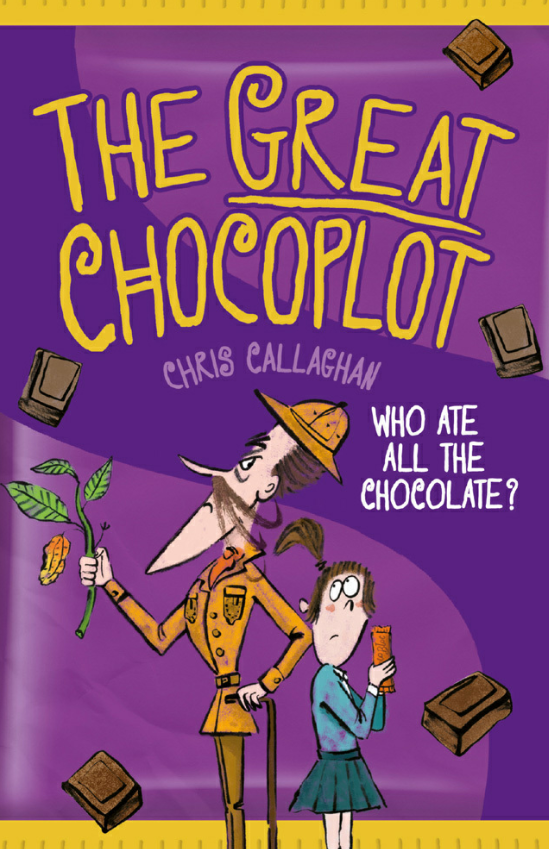 THE GREAT
CHOCOPLOT
CHRIS CALLAGHAN
WHO ATE
ALL THE
CHOCOLATE?